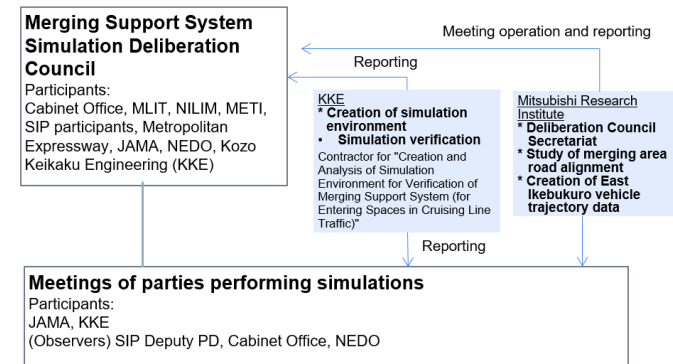 Merging Support System
Simulation Deliberation
Council
Participants:
Cabinet Office, MLIT, NILIM, METI,
SIP participants, Metropolitan
Expressway, JAMA, NEDO, Kozo
Keikaku Engineering (KKE)
Meeting operation and reporting
Reporting
KKE
* Creation of simulation
environment
• Simulation verification
Contractor for "Creation and
Analysis of Simulation
Environment for Verification of
Merging Support System (for
Entering Spaces in Cruising Line
Traffic)"
Mitsubishi Research
Institute
* Deliberation Council
Secretariat
* Study of merging area
road alignment
* Creation of East
Ikebukuro vehicle
trajectory data
Reporting
Meetings of parties performing simulations
Participants:
JAMA, KKE
(Observers) SIP Deputy PD, Cabinet Office, NEDO